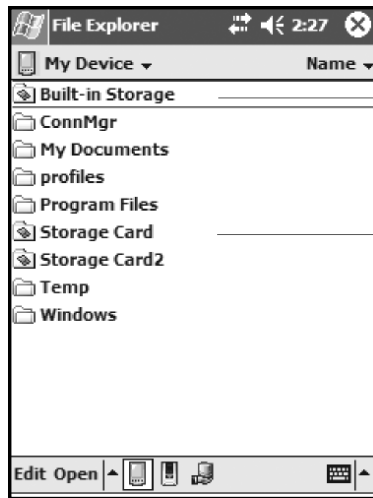 File Explorer 2:27
My Device Name
Built-in Storage
ConnMgr
My Documents
profiles
Program Files
Storage Card
Storage Card2
Temp
Windows
Edit Open